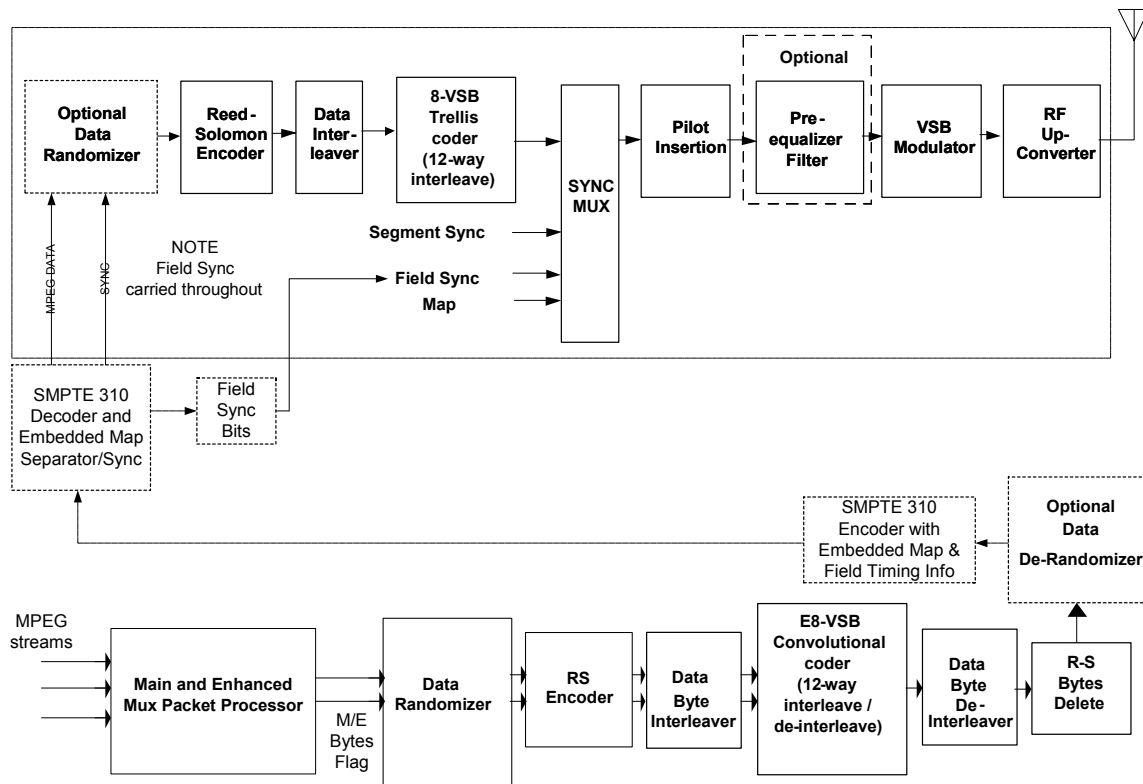 Optional
Optional
Data
Randomizer
Reed-
Solomon
Encoder
Data
Inter-
leaver
8-VSB
Trellis
coder
(12-way
interleave)
SYNC
MUX
Pilot
Insertion
Pre-
equalizer
Filter
VSB
Modulator
RF
Up-
Converter
Segment Sync
Field Sync
Map
MPEG DATA
SYNC
NOTE
Field Sync
carried throughout
SMPTE 310
Decoder and
Embedded Map
Separator/Sync
Field
Sync
Bits
SMPTE 310
Encoder with
Embedded Map &
Field Timing Info
Optional
Data
De-Randomizer
MPEG
streams
Main and Enhanced
Mux Packet Processor
M/E
Bytes
Flag
Data
Randomizer
RS
Encoder
Data
Byte
Interleaver
E8-VSB
Convolutional
coder
(12-way
interleave /
de-interleave)
Data
Byte
De-
Interleaver
R-S
Bytes
Delete